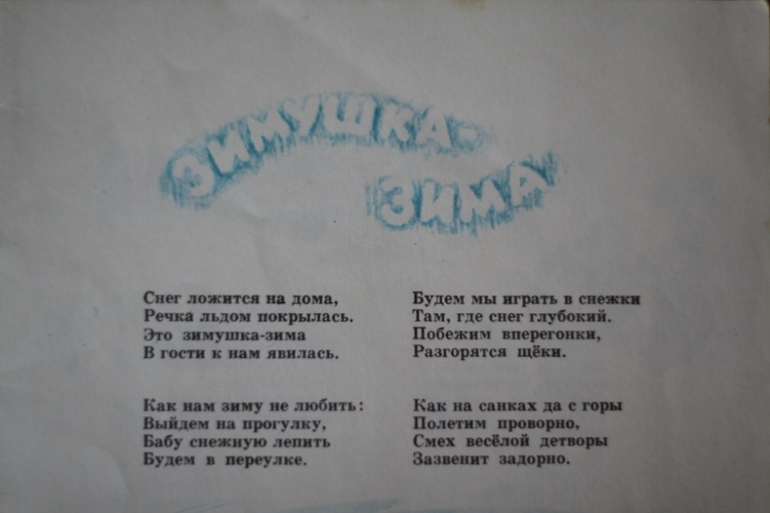 ЗИМУШКА-
ЗИМА
Снег ложится на дома,
Речка льдом покрылась.
Это зимушка-зима
В гости к нам явилась.
Как нам зиму не любить:
Выйдем на прогулку,
Бабу снежную лепить
Будем в переулке.
Будем мы играть в снежки
Там, где снег глубокий.
Побежим вперегонки,
Разгорятся щёки.
Как на санках да с горы
Полетим проворно,
Смех весёлой детворы
Зазвенит задорно.